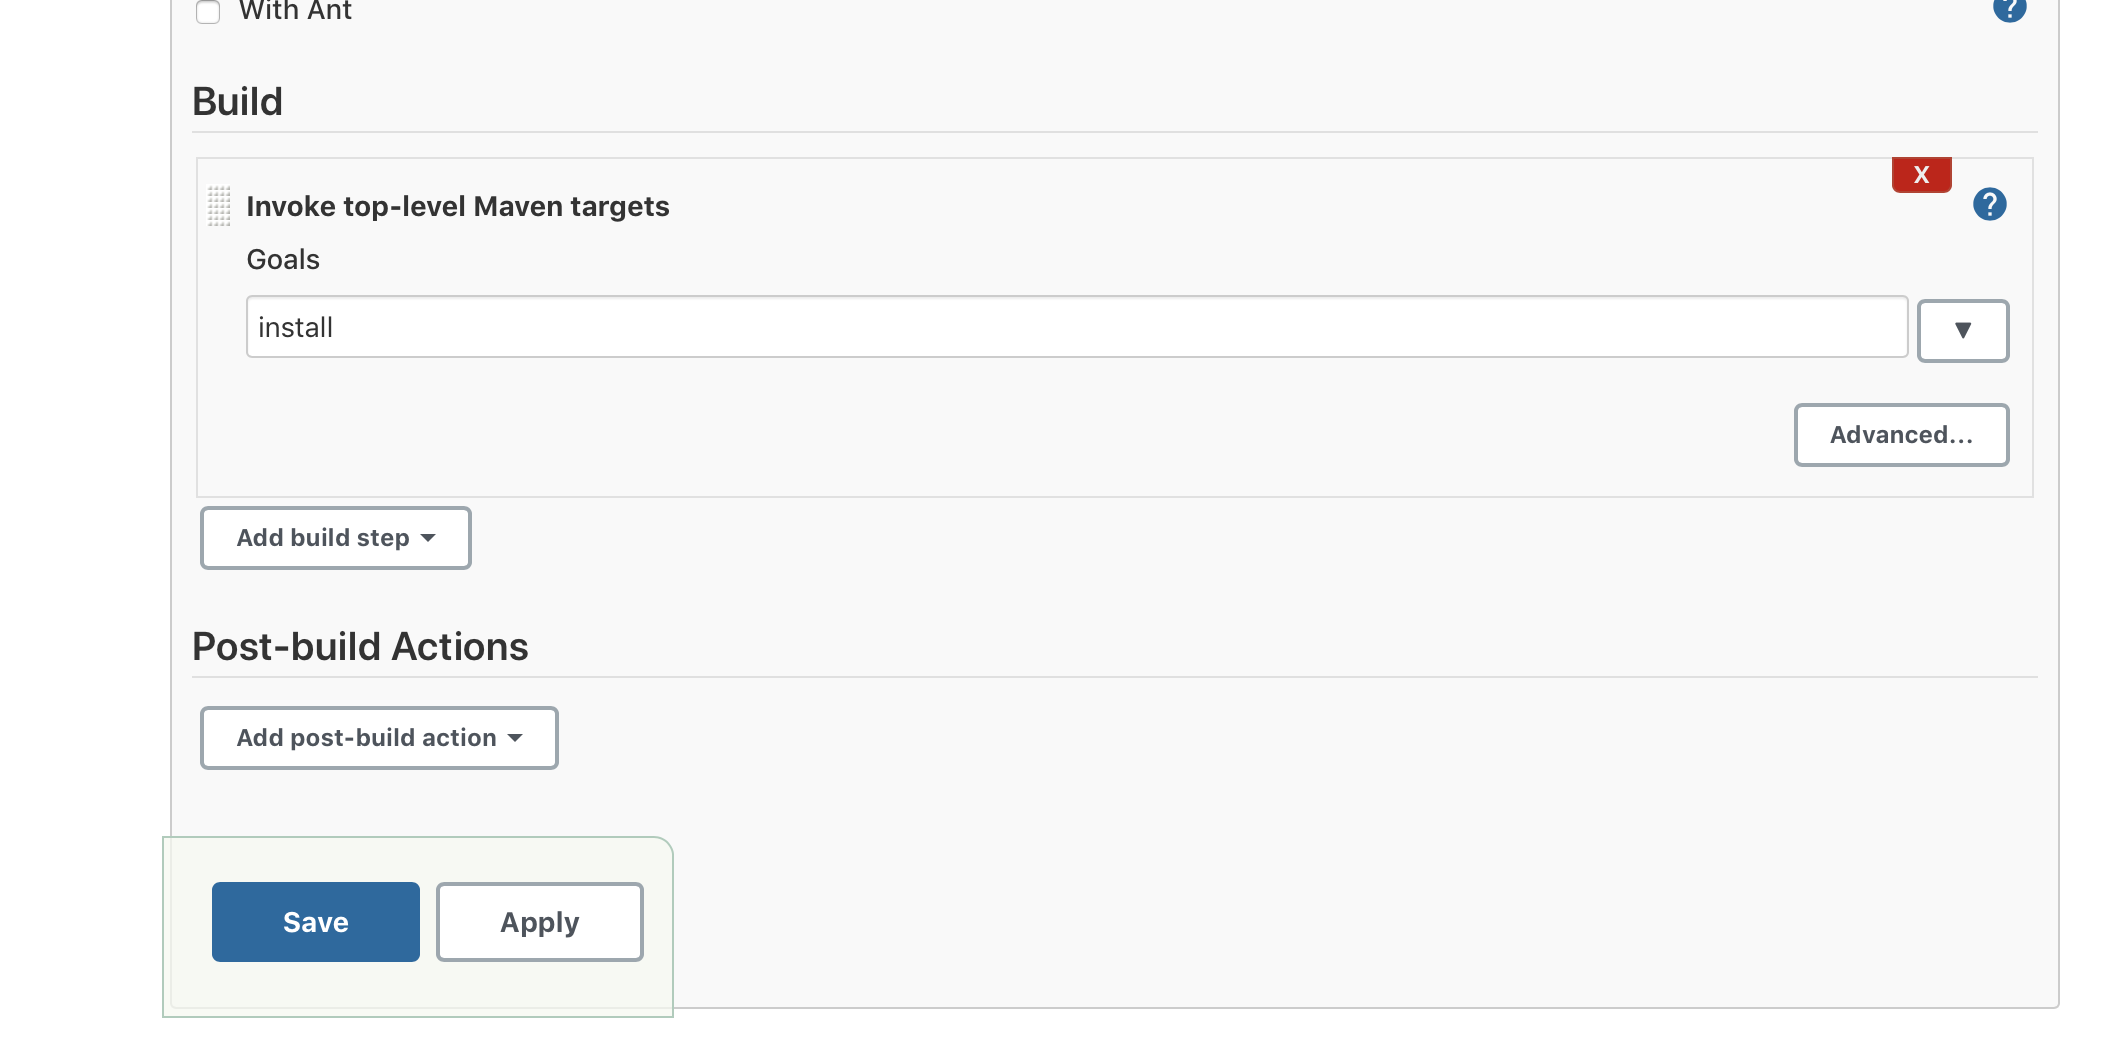 With Ant
?
Build
X
Invoke top-level Maven targets
?
Goals
install
Advanced...
Add build step
Post-build Actions
Add post-build action
Save
Apply